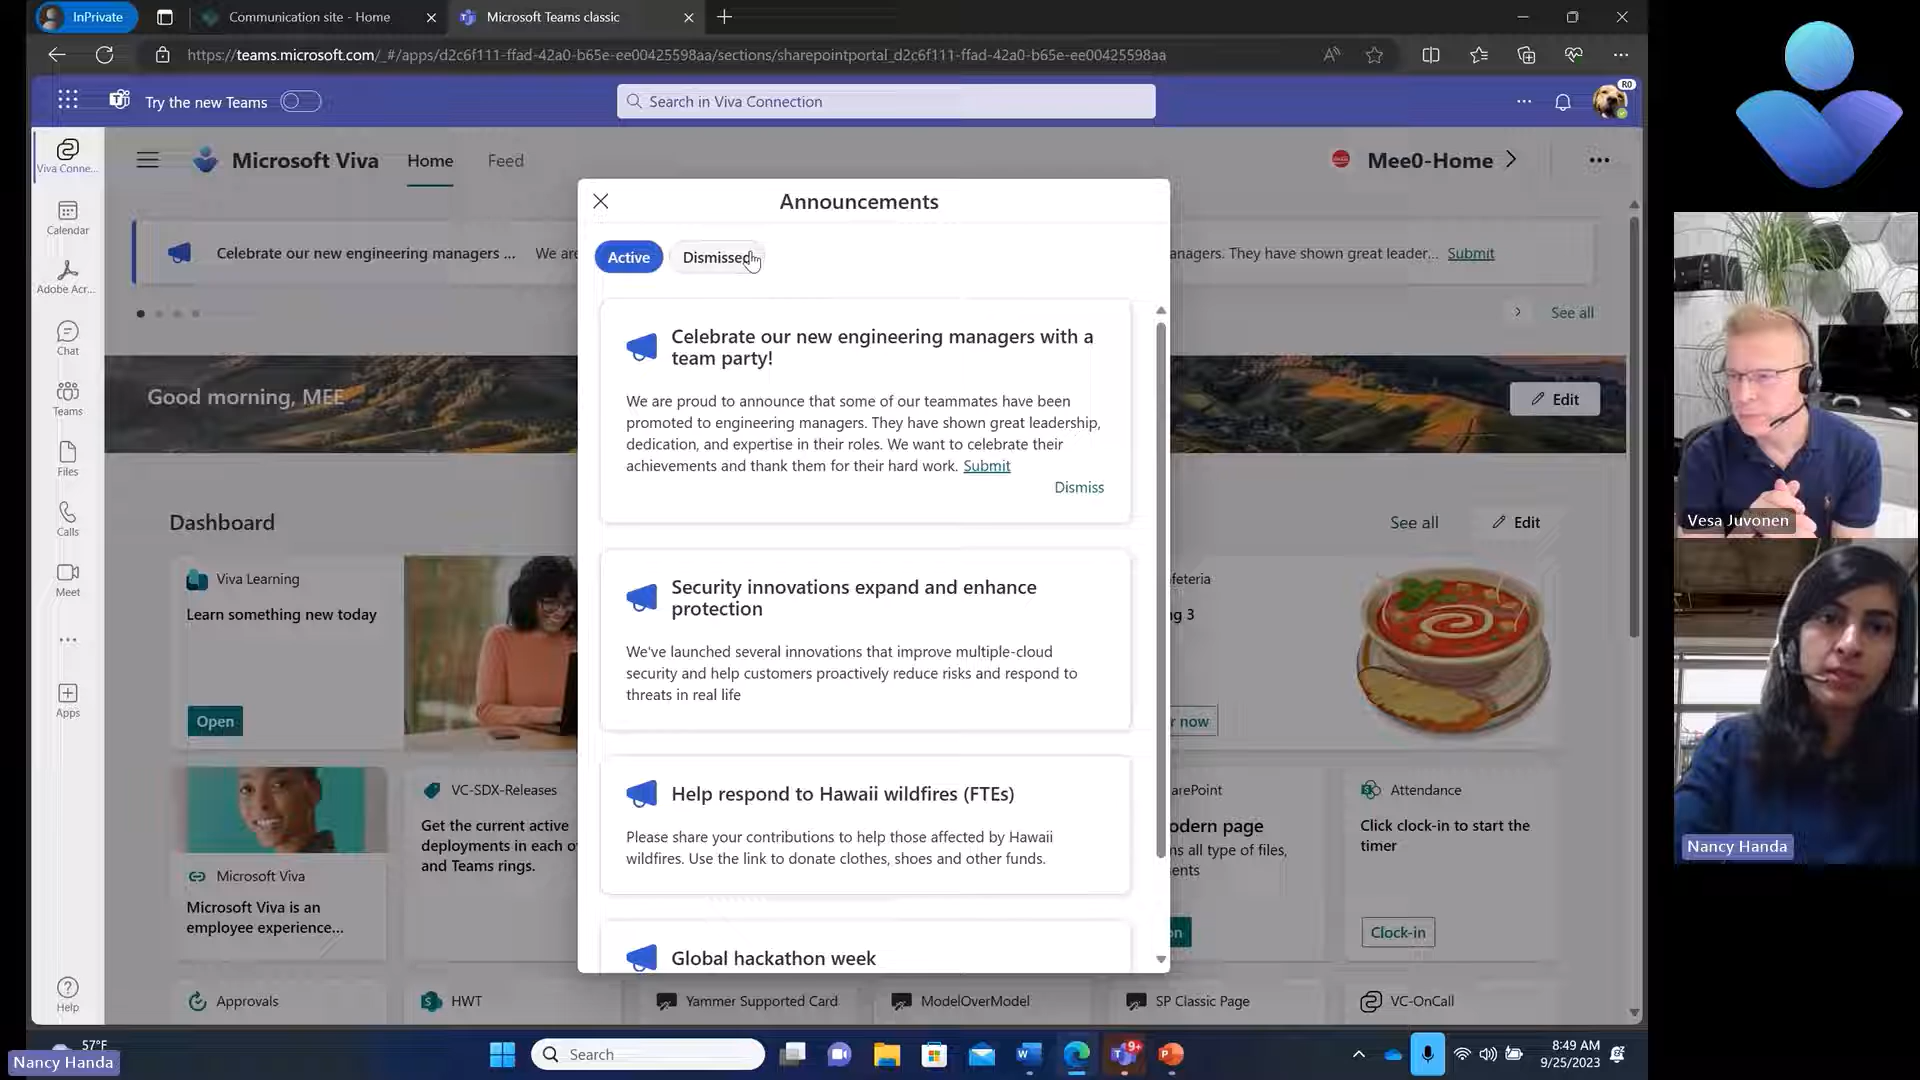 InPrivate
Communication site - Home
Microsoft Teams classic
https://teams.microsoft.com/_#/apps/d2c6f111-ffad-42a0-b65e-ee00425598aa/sections/sharepointportal_d2c6f111-ffad-42a0-b65e-ee00425598aa
Try the new Teams
Search in Viva Connection
RO
Viva Conne...
Calendar
Adobe Acr...
Chat
Teams
Files
Calls
Meet
Apps
Help
Microsoft Viva
Home
Feed
Mee0-Home
Celebrate our new engineering managers ...
We are
anagers. They have shown great leader...
Submit
See all
Good morning, MEE
Edit
Dashboard
See all
Edit
Viva Learning
Learn something new today
Open
Microsoft Viva
Microsoft Viva is an
employee experience...
VC-SDX-Releases
Get the current active
deployments in each o
and Teams rings.
feteria
g 3
r now
arePoint
odern page
ns all type of files,
ents
on
Attendance
Click clock-in to start the
timer
Clock-in
Approvals
HWT
Yammer Supported Card
ModelOverModel
SP Classic Page
VC-OnCall
Announcements
Active
Dismissed
Celebrate our new engineering managers with a
team party!
We are proud to announce that some of our teammates have been
promoted to engineering managers. They have shown great leadership,
dedication, and expertise in their roles. We want to celebrate their
achievements and thank them for their hard work. Submit
Dismiss
Security innovations expand and enhance
protection
We've launched several innovations that improve multiple-cloud
security and help customers proactively reduce risks and respond to
threats in real life
Help respond to Hawaii wildfires (FTEs)
Please share your contributions to help those affected by Hawaii
wildfires. Use the link to donate clothes, shoes and other funds.
Global hackathon week
Vesa Juvonen
Nancy Handa
57°F
Nancy Handa
Search
9+
8:49 AM
9/25/2023